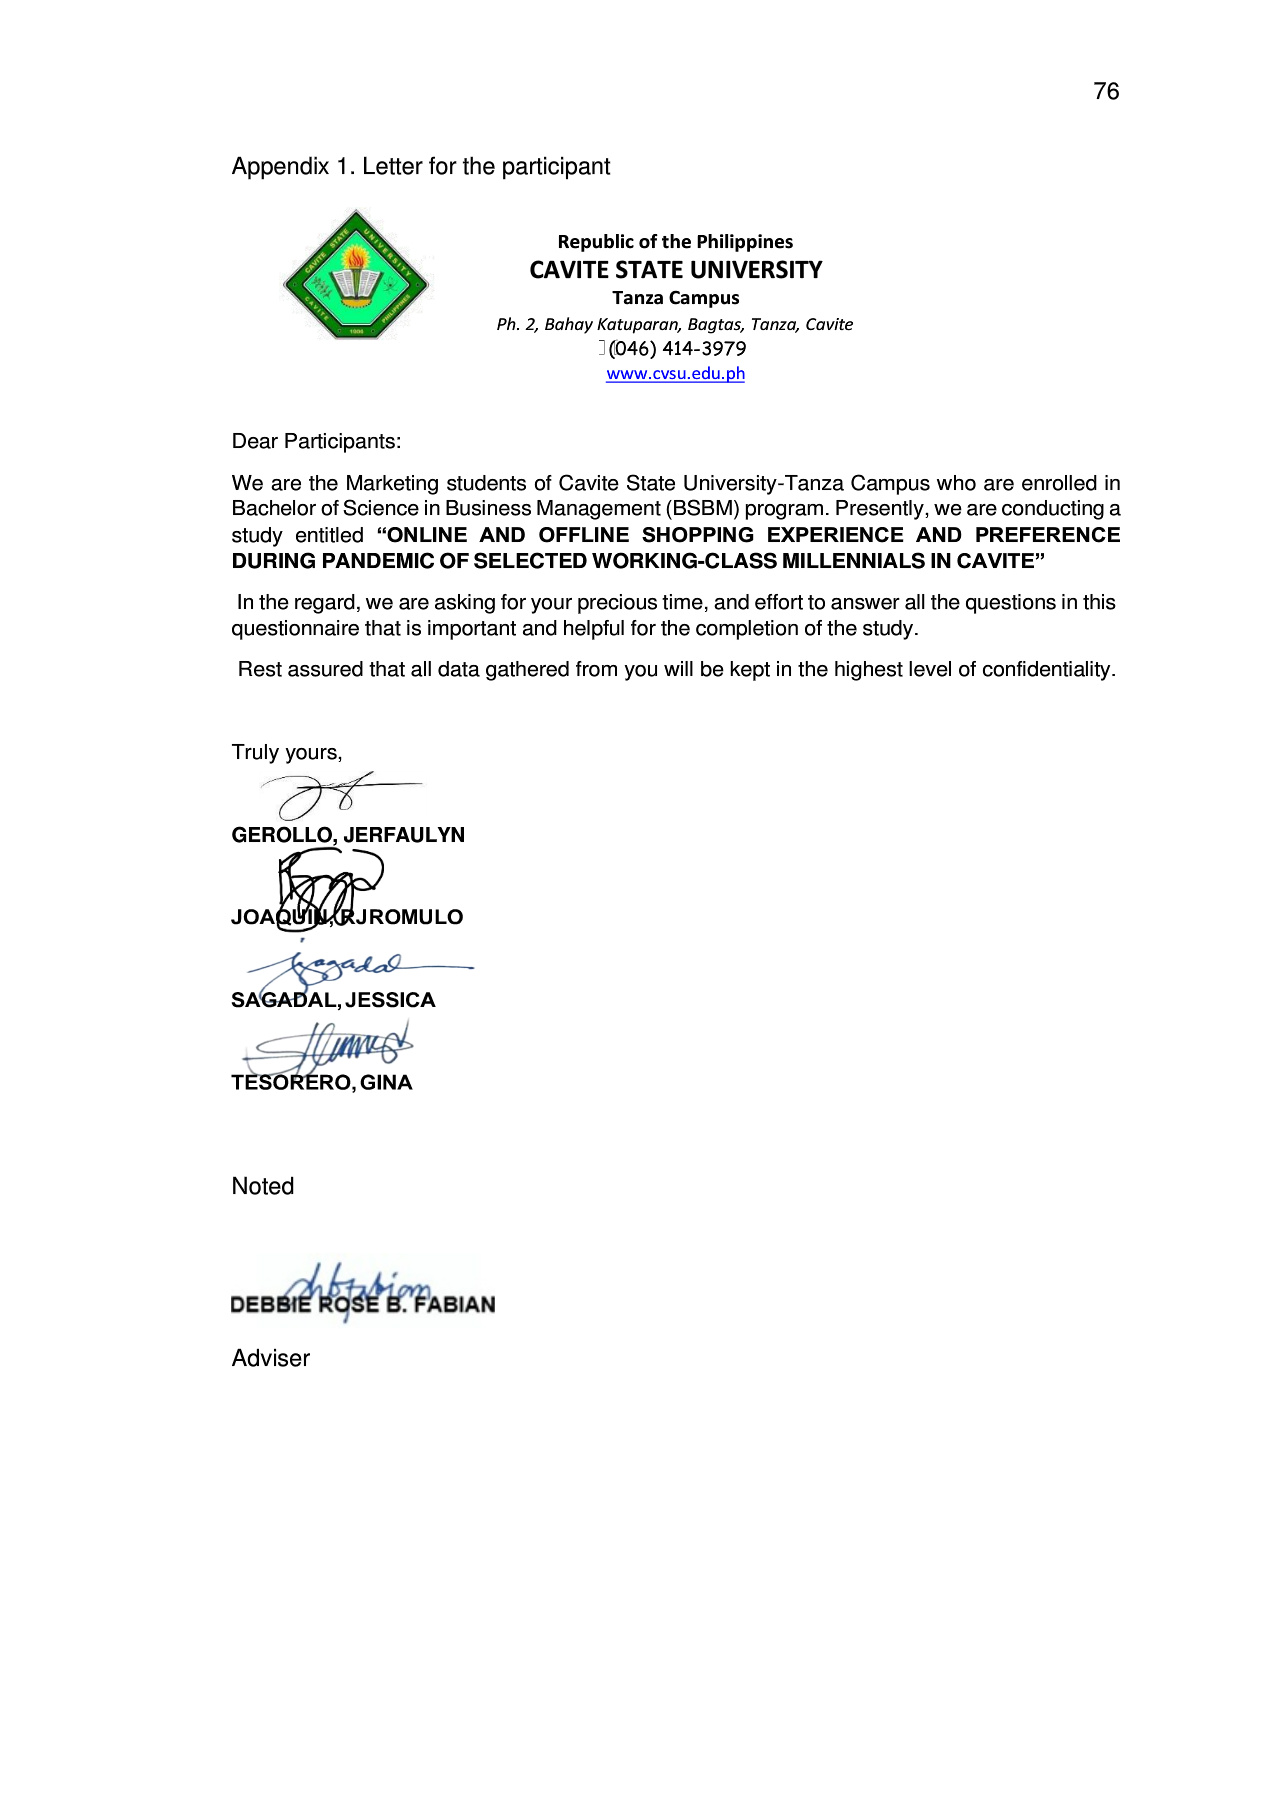 76
Appendix 1. Letter for the participant
CAVITE STATE UNIVERSITY
CAVITE
PHILIPPINES
1906
Republic of the Philippines
CAVITE STATE UNIVERSITY
Tanza Campus
Ph. 2, Bahay Katuparan, Bagtas, Tanza, Cavite
(046) 414-3979
www.cvsu.edu.ph
Dear Participants:
We are the Marketing students of Cavite State University-Tanza Campus who are enrolled in
Bachelor of Science in Business Management (BSBM) program. Presently, we are conducting a
study entitled “ONLINE AND OFFLINE SHOPPING EXPERIENCE AND PREFERENCE
DURING PANDEMIC OF SELECTED WORKING-CLASS MILLENNIALS IN CAVITE”
In the regard, we are asking for your precious time, and effort to answer all the questions in this
questionnaire that is important and helpful for the completion of the study.
Rest assured that all data gathered from you will be kept in the highest level of confidentiality.
Truly yours,
GEROLLO, JERFAULYN
JOAQUIN, RJ ROMULO
jsagadal
SAGADAL, JESSICA
TESORERO, GINA
Noted
drbfabian
DEBBIE ROSE B. FABIAN
Adviser